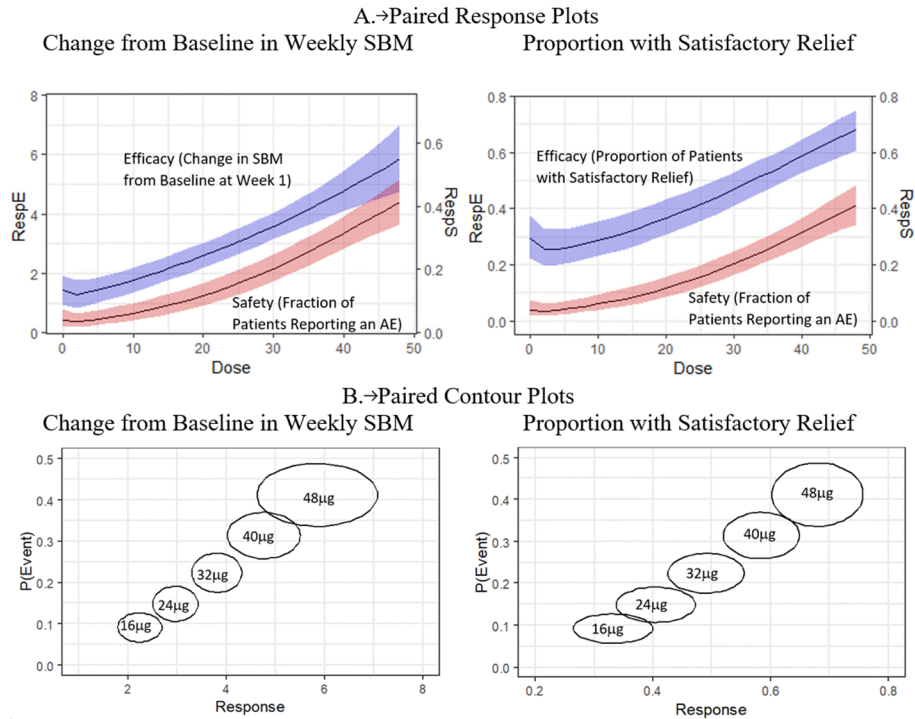 A.→Paired Response Plots
Change from Baseline in Weekly SBM
Proportion with Satisfactory Relief
8
6
4
2
0
RespE
Efficacy (Change in SBM
from Baseline at Week 1)
Safety (Fraction of
Patients Reporting an AE)
0.6
0.4
0.2
0.0
RespS
0 10 20 30 40 50
Dose
0.8
0.6
0.4
0.2
0.0
RespE
Efficacy (Proportion of Patients
with Satisfactory Relief)
Safety (Fraction of
Patients Reporting an AE)
0.8
0.6
0.4
0.2
0.0
RespS
0 10 20 30 40 50
Dose
B.→Paired Contour Plots
Change from Baseline in Weekly SBM
Proportion with Satisfactory Relief
0.5
0.4
0.3
0.2
0.1
0.0
P(Event)
48μg
40μg
32μg
24μg
16μg
2 4 6 8
Response
0.5
0.4
0.3
0.2
0.1
0.0
P(Event)
48μg
40μg
32μg
24μg
16μg
0.2 0.4 0.6 0.8
Response